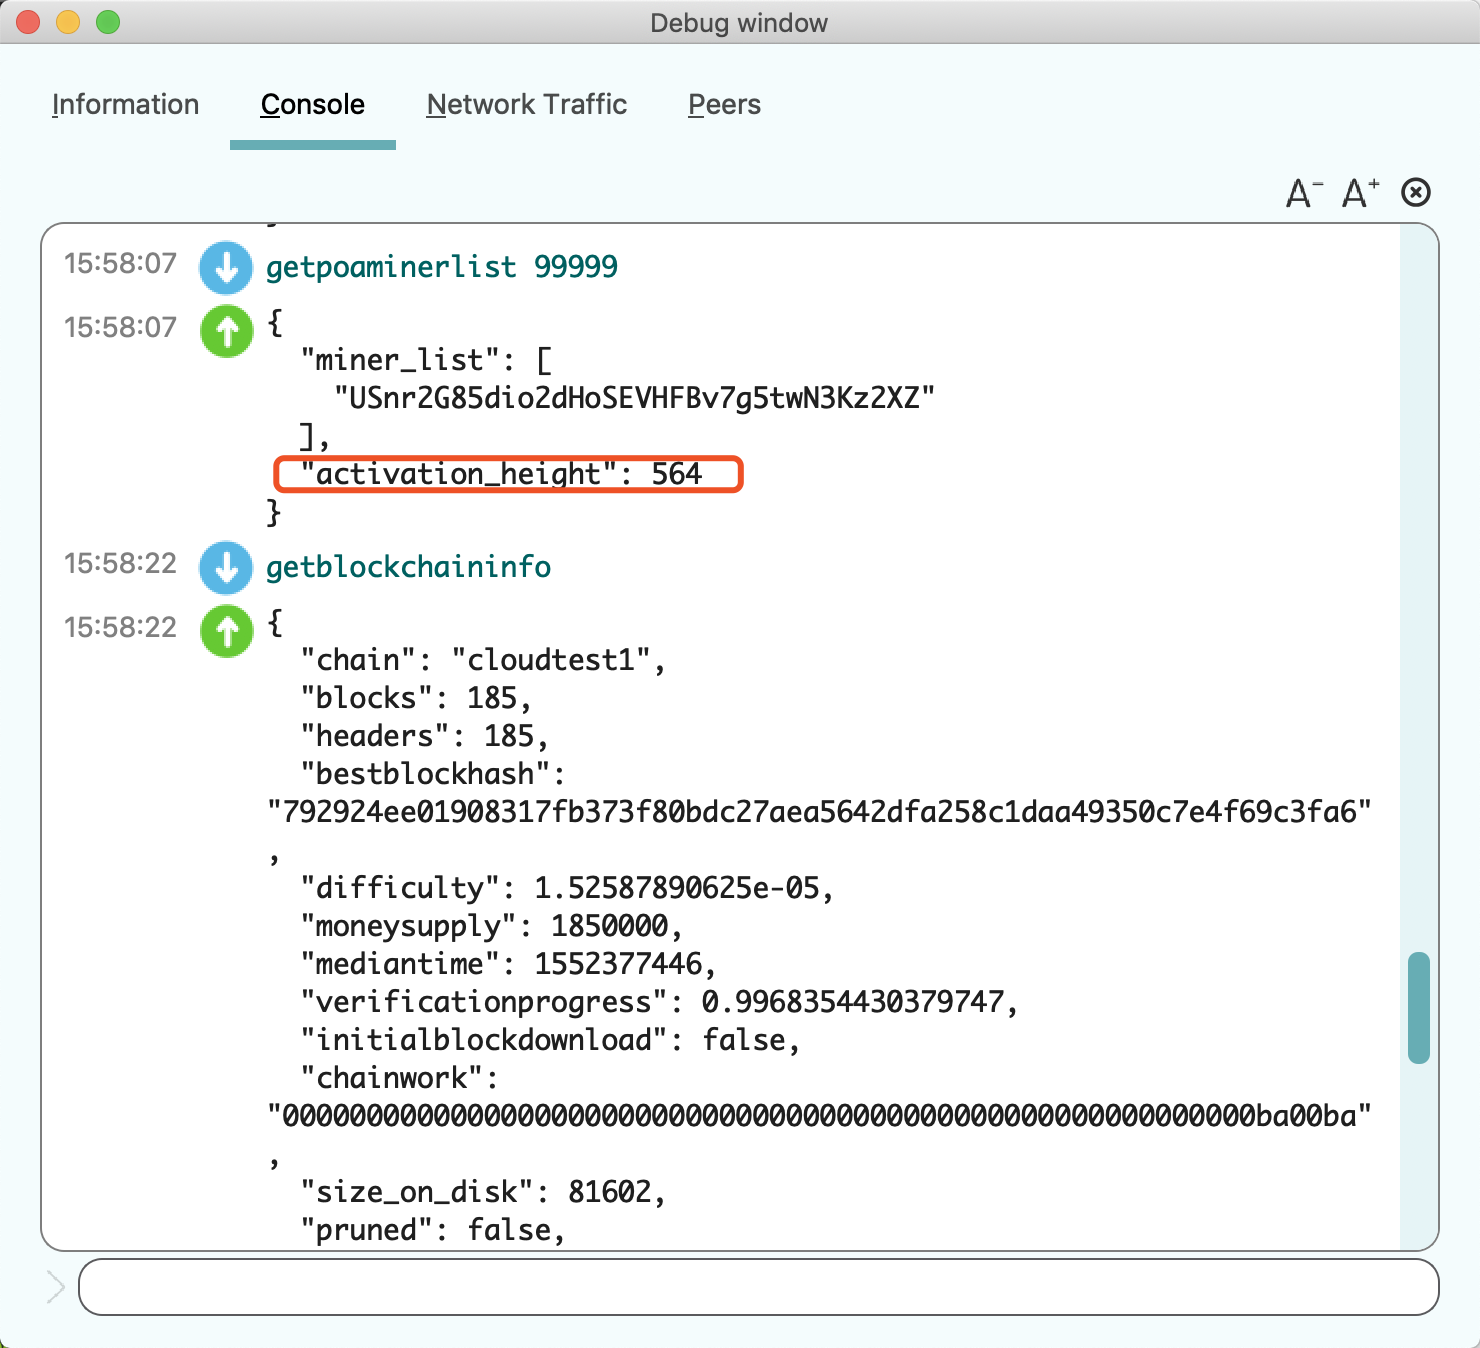 Debug window
Information Console Network Traffic Peers
A- A+
15:58:07 getpoaminerlist 99999
15:58:07 {
"miner_list": [
"USnr2G85dio2dHoSEVHFBv7g5twN3Kz2XZ"
],
"activation_height": 564
}
15:58:22 getblockchaininfo
15:58:22 {
"chain": "cloudtest1",
"blocks": 185,
"headers": 185,
"bestblockhash":
"792924ee01908317fb373f80bdc27aea5642dfa258c1daa49350c7e4f69c3fa6"
,
"difficulty": 1.52587890625e-05,
"moneysupply": 1850000,
"mediantime": 1552377446,
"verificationprogress": 0.9968354430379747,
"initialblockdownload": false,
"chainwork":
"0000000000000000000000000000000000000000000000000000000000ba00ba"
,
"size_on_disk": 81602,
"pruned": false,